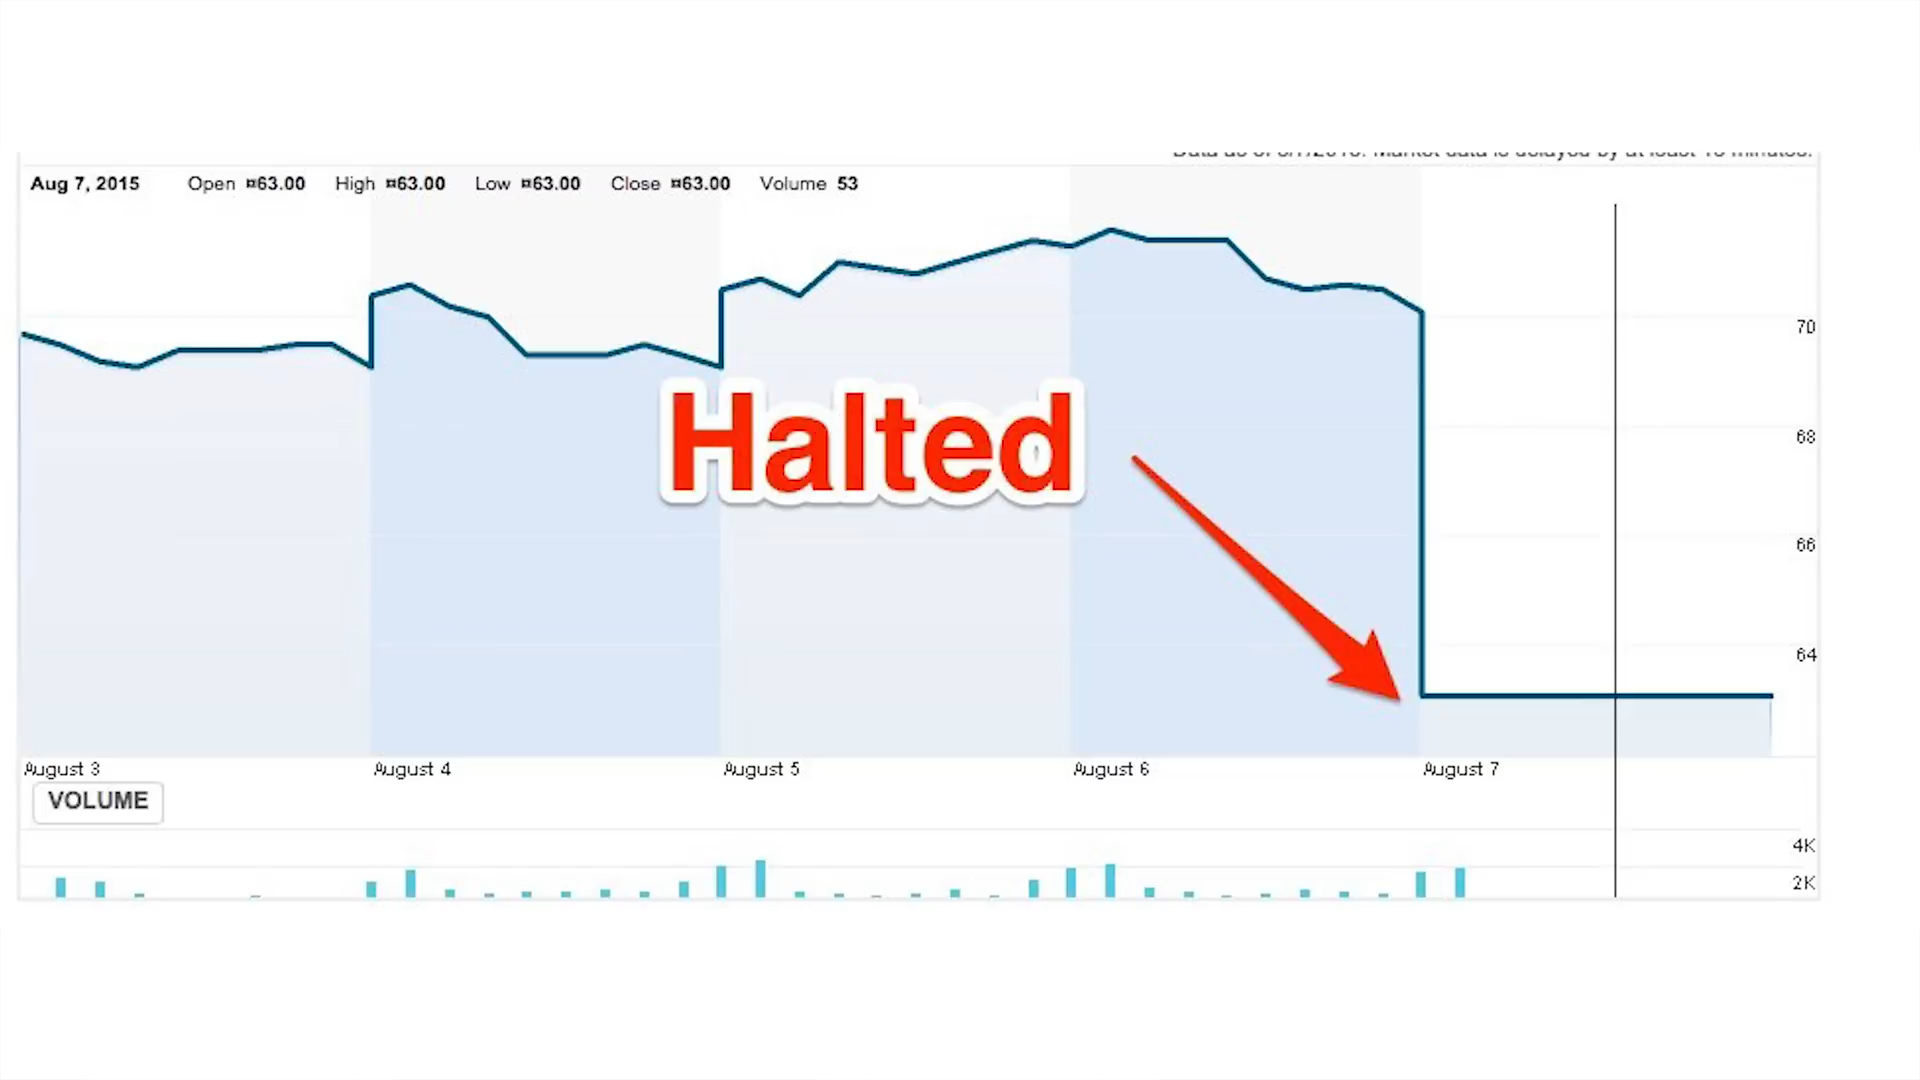 Aug 7, 2015 Open ¤63.00 High ¤63.00 Low ¤63.00 Close ¤63.00 Volume 53
70
Halted
68
66
64
August 3 August 4 August 5 August 6 August 7
VOLUME
4K
2K